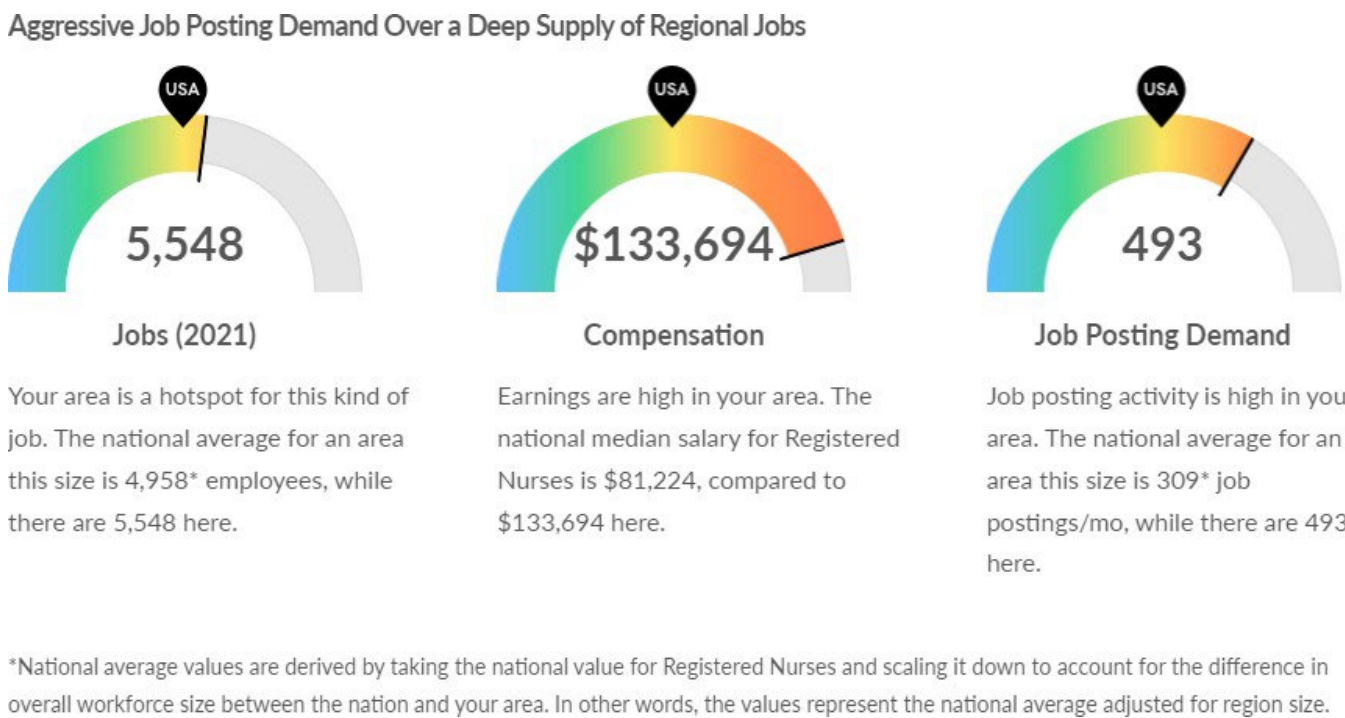 Aggressive Job Posting Demand Over a Deep Supply of Regional Jobs
USA
5,548
Jobs (2021)
Your area is a hotspot for this kind of
job. The national average for an area
this size is 4,958* employees, while
there are 5,548 here.
USA
$133,694
Compensation
Earnings are high in your area. The
national median salary for Registered
Nurses is $81,224, compared to
$133,694 here.
USA
493
Job Posting Demand
Job posting activity is high in you
area. The national average for an
area this size is 309* job
postings/mo, while there are 493
here.
*National average values are derived by taking the national value for Registered Nurses and scaling it down to account for the difference in
overall workforce size between the nation and your area. In other words, the values represent the national average adjusted for region size.